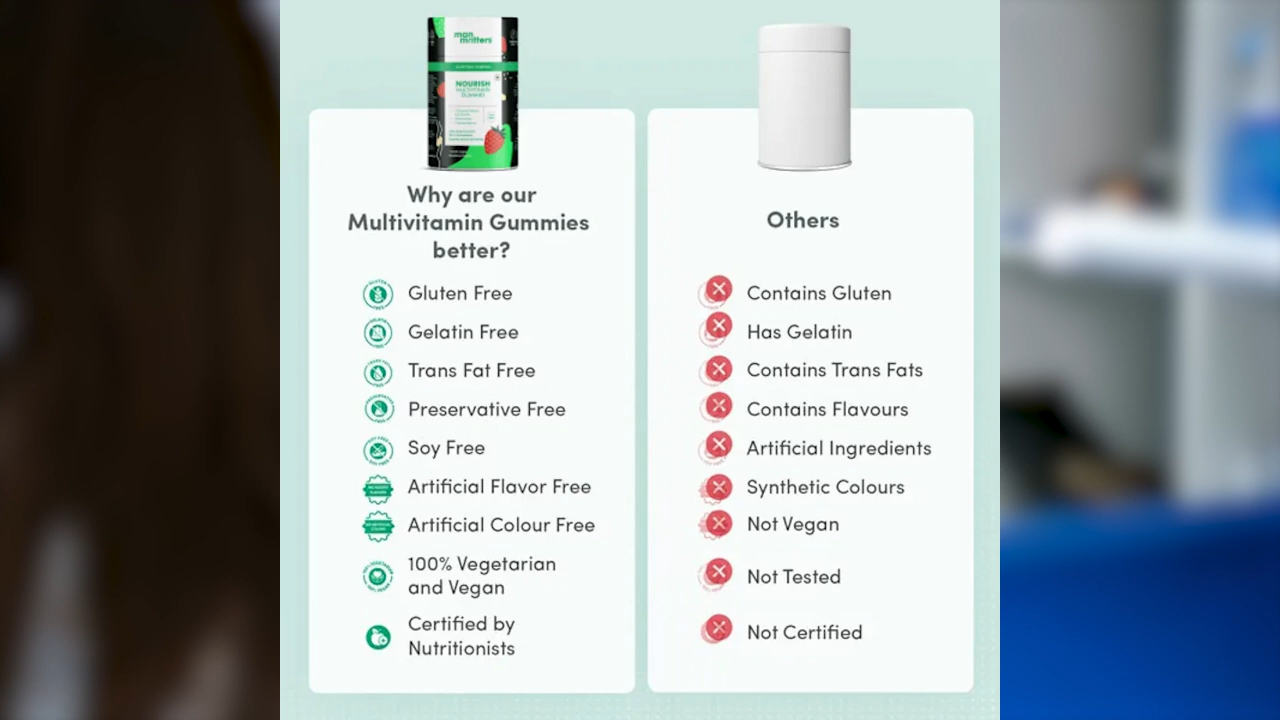 man
matters
NOURISH
MULTIVITAMIN
GUMMIES
Why are our
Multivitamin Gummies
better?
Gluten Free
Gelatin Free
Trans Fat Free
Preservative Free
Soy Free
Artificial Flavor Free
Artificial Colour Free
100% Vegetarian
and Vegan
Certified by
Nutritionists
Others
Contains Gluten
Has Gelatin
Contains Trans Fats
Contains Flavours
Artificial Ingredients
Synthetic Colours
Not Vegan
Not Tested
Not Certified